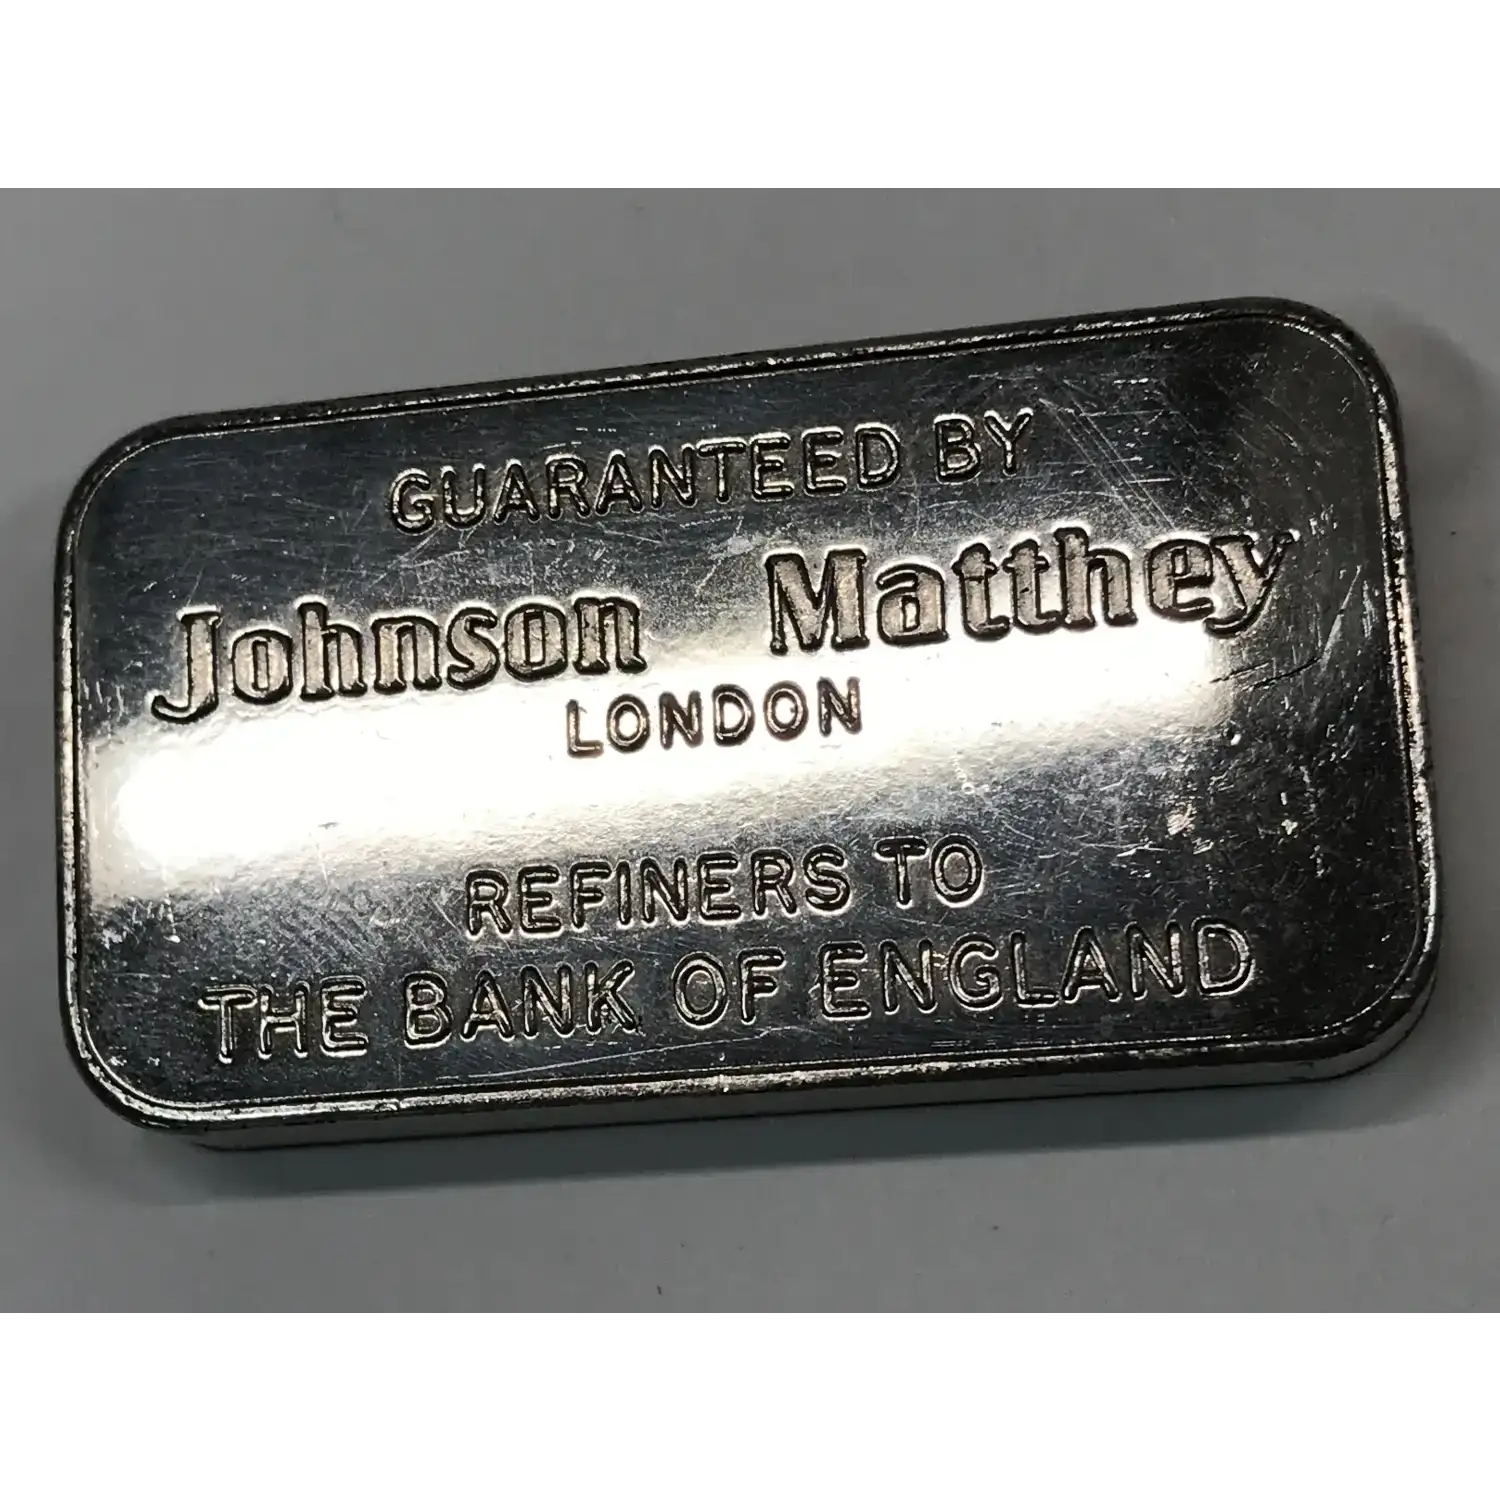 GUARANTEED BY
Johnson Matthey
LONDON
REFINERS TO
THE BANK OF ENGLAND